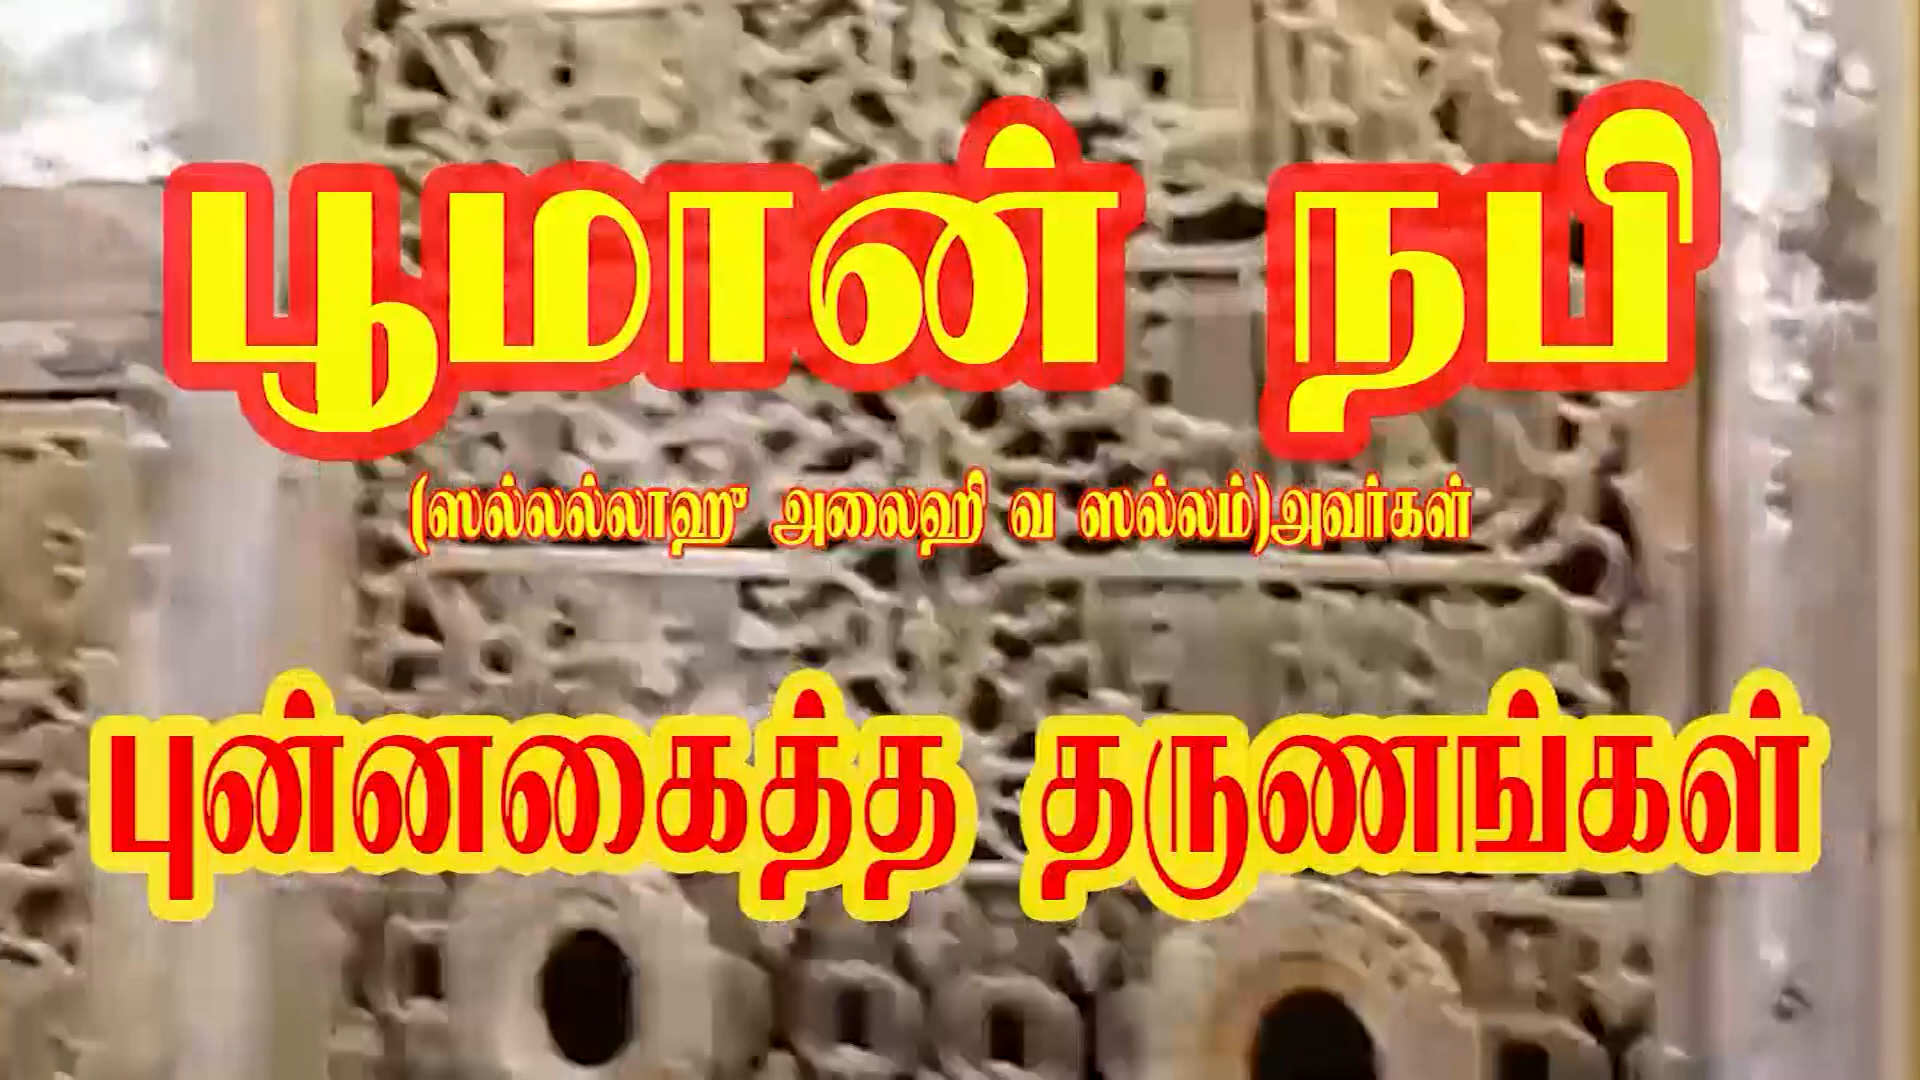 பூமான் நபி
(ஸல்லல்லாஹு அலைஹி வ ஸல்லம்)அவர்கள்
புன்னகைத்த தருணங்கள்